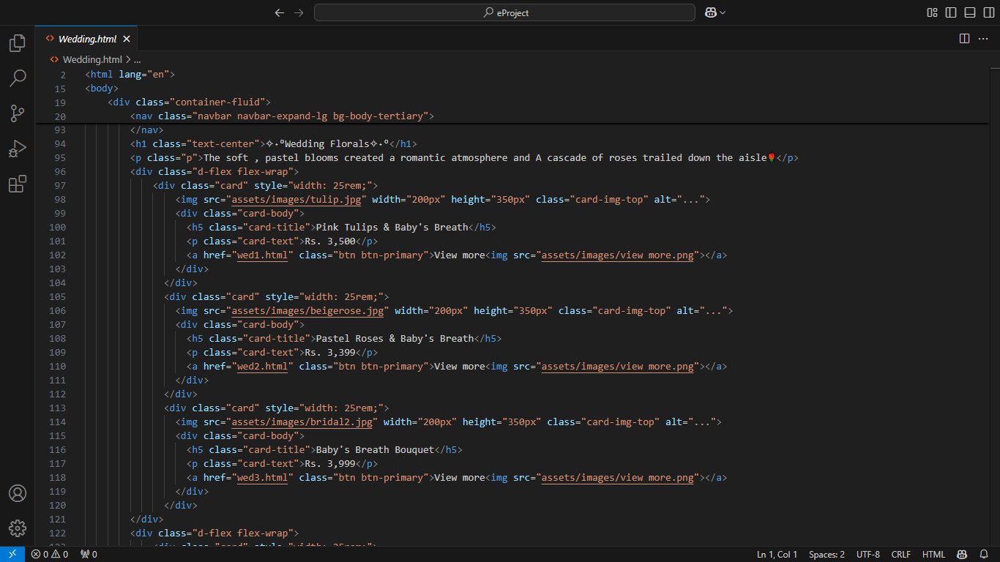 eProject
Wedding.html
Wedding.html > ...
2 <html lang="en">
15 <body>
19 <div class="container-fluid">
20 <nav class="navbar navbar-expand-lg bg-body-tertiary">
93 </nav>
94 <h1 class="text-center">✧˖°Wedding Florals✧˖°</h1>
95 <p class="p">The soft , pastel blooms created a romantic atmosphere and A cascade of roses trailed down the aisle🌹</p>
96 <div class="d-flex flex-wrap">
97 <div class="card" style="width: 25rem;">
98 <img src="assets/images/tulip.jpg" width="200px" height="350px" class="card-img-top" alt="...">
99 <div class="card-body">
100 <h5 class="card-title">Pink Tulips & Baby's Breath</h5>
101 <p class="card-text">Rs. 3,500</p>
102 <a href="wed1.html" class="btn btn-primary">View more<img src="assets/images/view more.png"></a>
103 </div>
104 </div>
105 <div class="card" style="width: 25rem;">
106 <img src="assets/images/beigerose.jpg" width="200px" height="350px" class="card-img-top" alt="...">
107 <div class="card-body">
108 <h5 class="card-title">Pastel Roses & Baby's Breath</h5>
109 <p class="card-text">Rs. 3,399</p>
110 <a href="wed2.html" class="btn btn-primary">View more<img src="assets/images/view more.png"></a>
111 </div>
112 </div>
113 <div class="card" style="width: 25rem;">
114 <img src="assets/images/bridal2.jpg" width="200px" height="350px" class="card-img-top" alt="...">
115 <div class="card-body">
116 <h5 class="card-title">Baby's Breath Bouquet</h5>
117 <p class="card-text">Rs. 3,999</p>
118 <a href="wed3.html" class="btn btn-primary">View more<img src="assets/images/view more.png"></a>
119 </div>
120 </div>
121 </div>
122 <div class="d-flex flex-wrap">
123 <div class="card" style="width: 25rem;">
0 0 0 Ln 1, Col 1 Spaces: 2 UTF-8 CRLF HTML